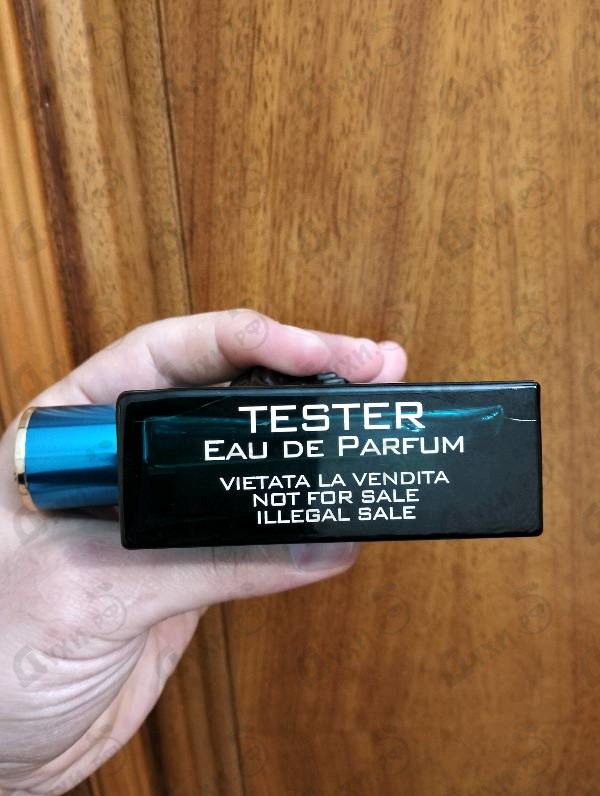 TESTER
EAU DE PARFUM
VIETATA LA VENDITA
NOT FOR SALE
ILLEGAL SALE